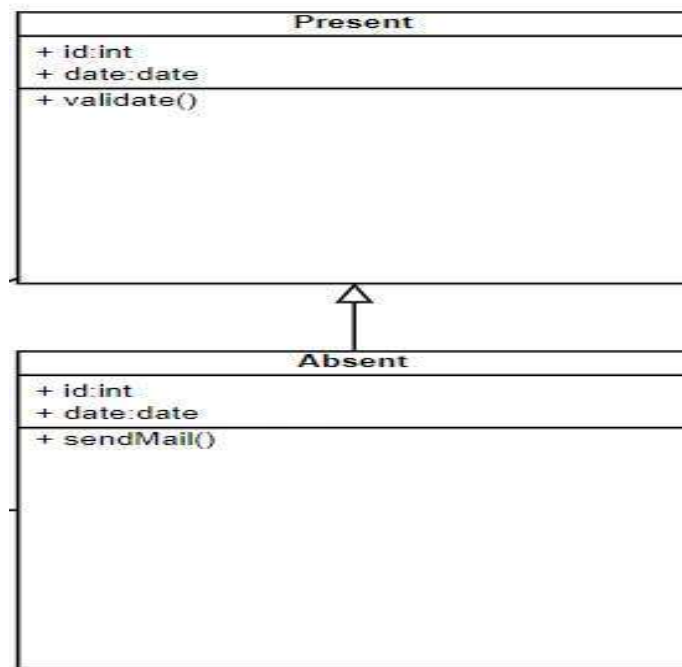 Present
+ id:int
+ date:date
+ validate()
Absent
+ id:int
+ date:date
+ sendMail()